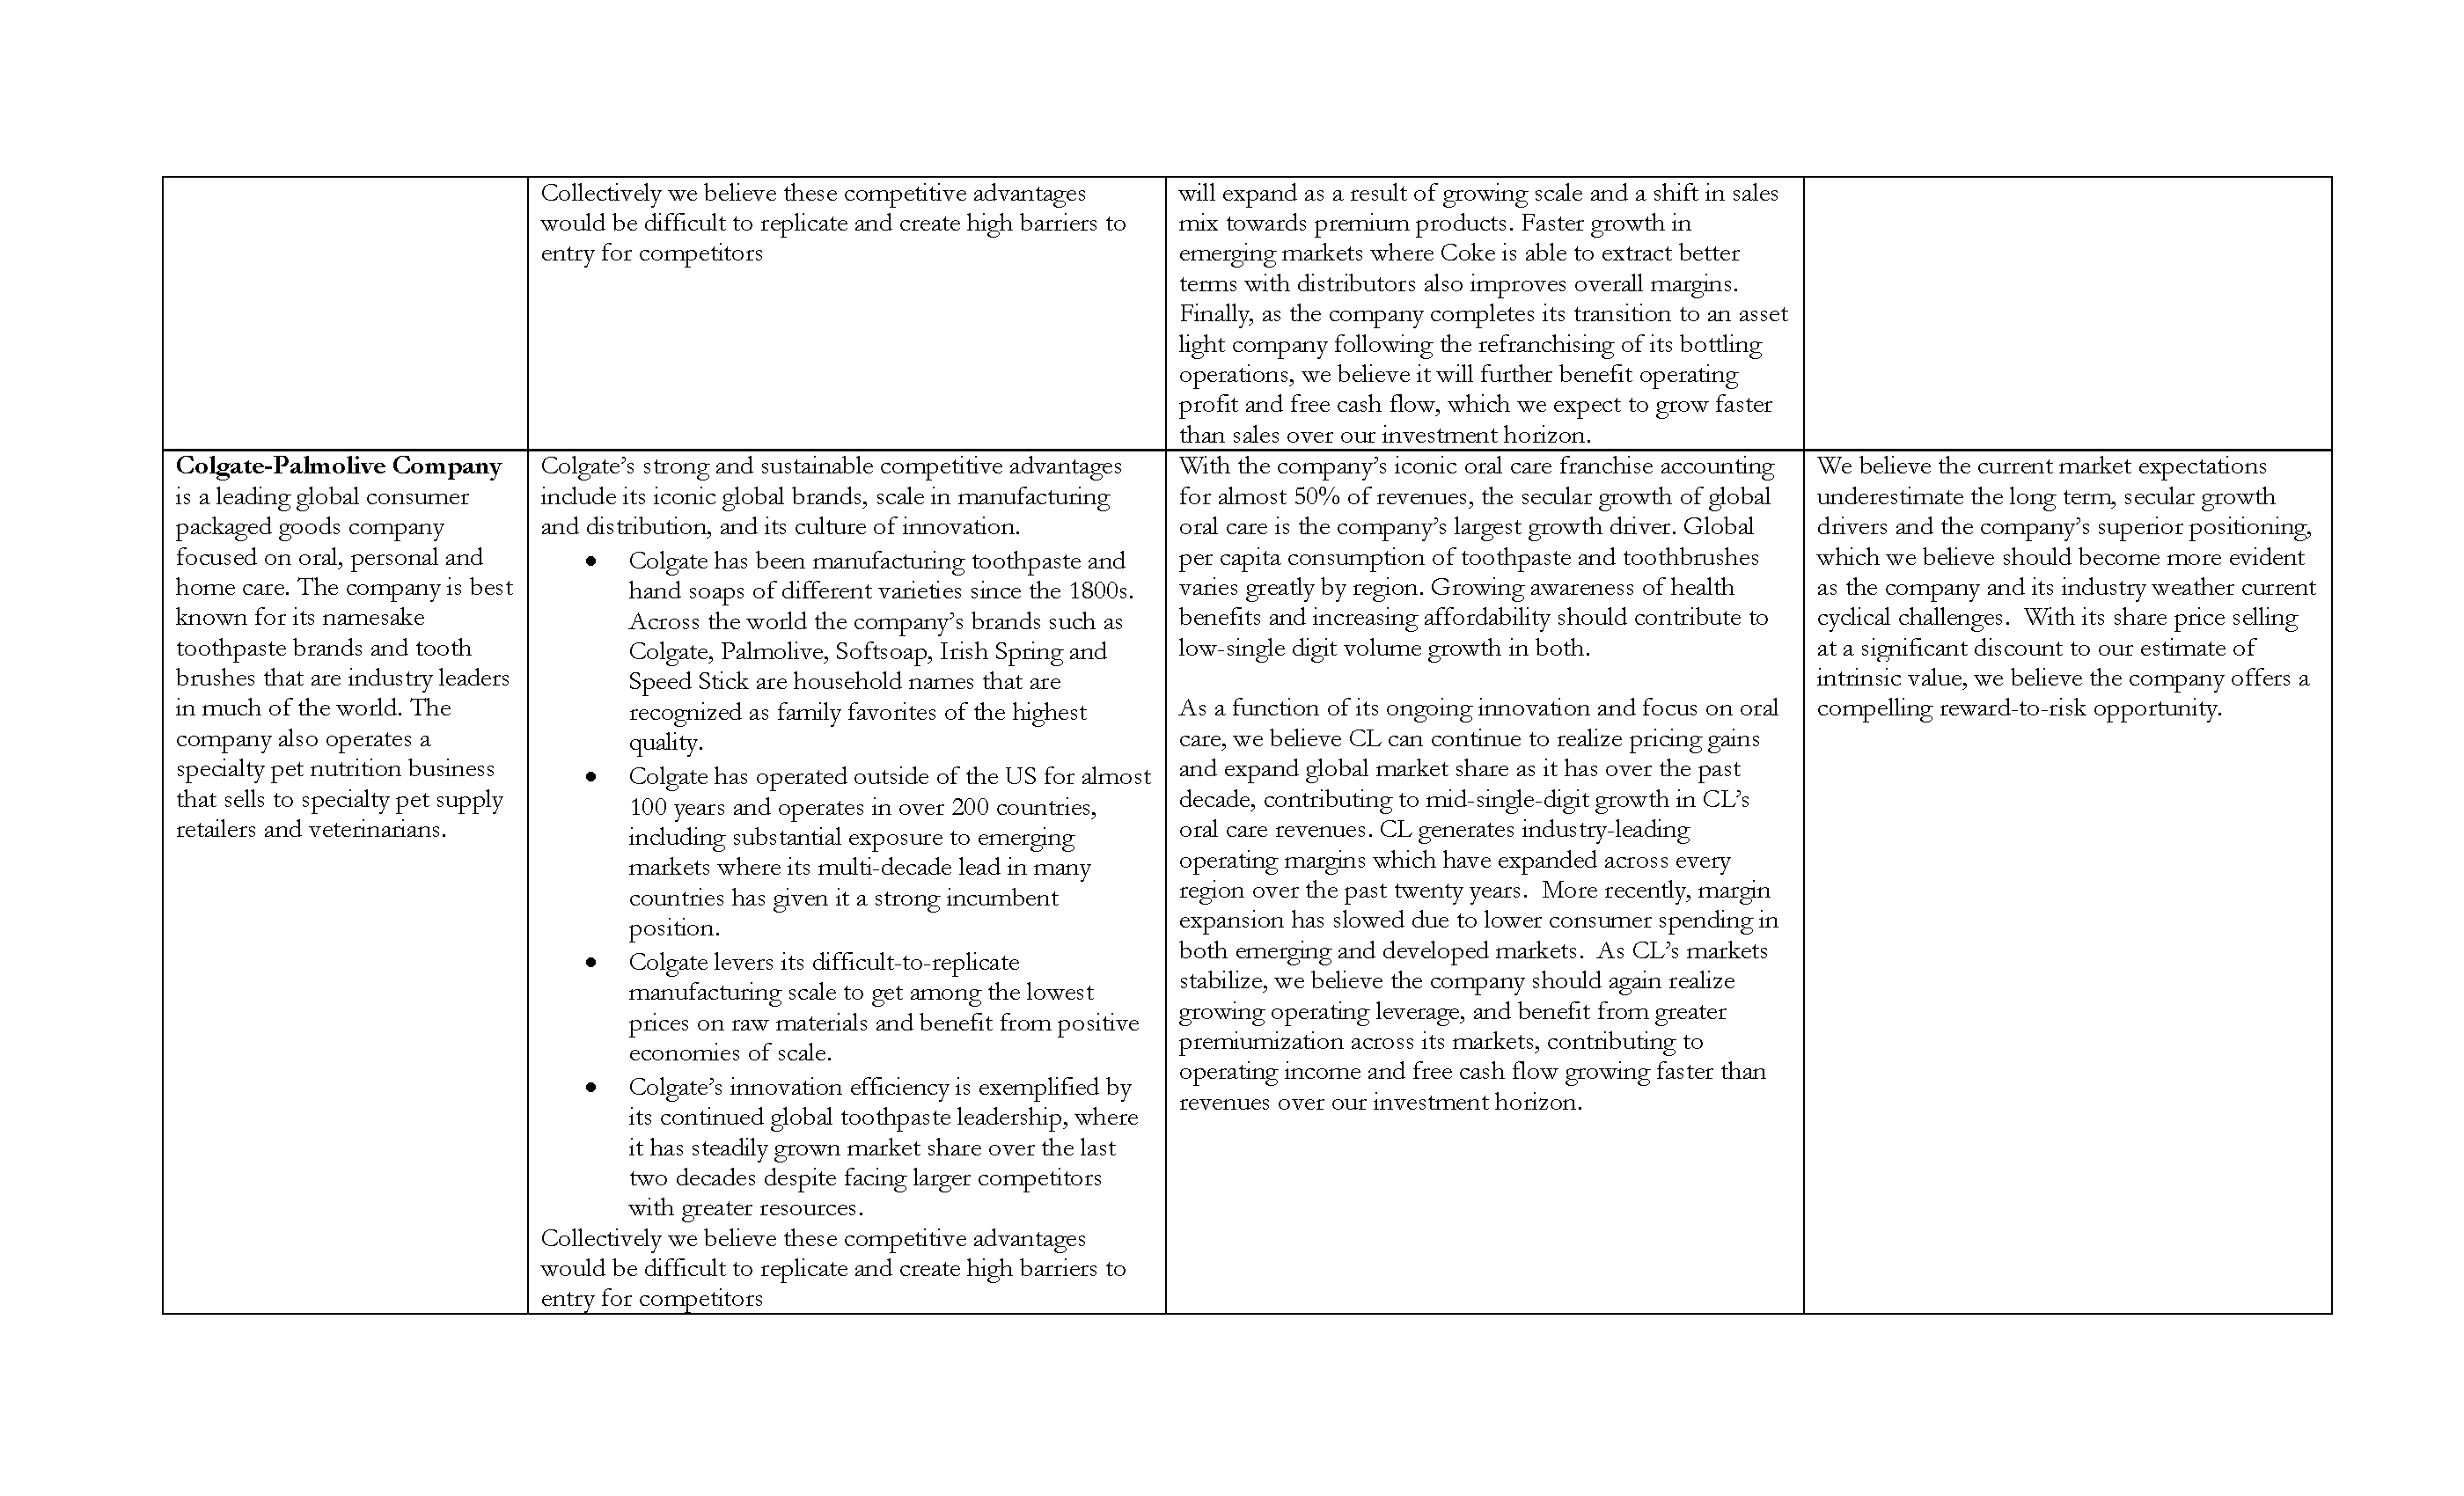 Collectively we believe these competitive advantages
would be difficult to replicate and create high barriers to
entry for competitors
will expand as a result of growing scale and a shift in sales
mix towards premium products. Faster growth in
emerging markets where Coke is able to extract better
terms with distributors also improves overall margins.
Finally, as the company completes its transition to an asset
light company following the refranchising of its bottling
operations, we believe it will further benefit operating
profit and free cash flow, which we expect to grow faster
than sales over our investment horizon.
Colgate-Palmolive Company
is a leading global consumer
packaged goods company
focused on oral, personal and
home care. The company is best
known for its namesake
toothpaste brands and tooth
brushes that are industry leaders
in much of the world. The
company also operates a
specialty pet nutrition business
that sells to specialty pet supply
retailers and veterinarians.
Colgate’s strong and sustainable competitive advantages
include its iconic global brands, scale in manufacturing
and distribution, and its culture of innovation.
• Colgate has been manufacturing toothpaste and
hand soaps of different varieties since the 1800s.
Across the world the company’s brands such as
Colgate, Palmolive, Softsoap, Irish Spring and
Speed Stick are household names that are
recognized as family favorites of the highest
quality.
• Colgate has operated outside of the US for almost
100 years and operates in over 200 countries,
including substantial exposure to emerging
markets where its multi-decade lead in many
countries has given it a strong incumbent
position.
• Colgate levers its difficult-to-replicate
manufacturing scale to get among the lowest
prices on raw materials and benefit from positive
economies of scale.
• Colgate’s innovation efficiency is exemplified by
its continued global toothpaste leadership, where
it has steadily grown market share over the last
two decades despite facing larger competitors
with greater resources.
Collectively we believe these competitive advantages
would be difficult to replicate and create high barriers to
entry for competitors
With the company’s iconic oral care franchise accounting
for almost 50% of revenues, the secular growth of global
oral care is the company’s largest growth driver. Global
per capita consumption of toothpaste and toothbrushes
varies greatly by region. Growing awareness of health
benefits and increasing affordability should contribute to
low-single digit volume growth in both.
As a function of its ongoing innovation and focus on oral
care, we believe CL can continue to realize pricing gains
and expand global market share as it has over the past
decade, contributing to mid-single-digit growth in CL’s
oral care revenues. CL generates industry-leading
operating margins which have expanded across every
region over the past twenty years.  More recently, margin
expansion has slowed due to lower consumer spending in
both emerging and developed markets.  As CL’s markets
stabilize, we believe the company should again realize
growing operating leverage, and benefit from greater
premiumization across its markets, contributing to
operating income and free cash flow growing faster than
revenues over our investment horizon.
We believe the current market expectations
underestimate the long term, secular growth
drivers and the company’s superior positioning,
which we believe should become more evident
as the company and its industry weather current
cyclical challenges.  With its share price selling
at a significant discount to our estimate of
intrinsic value, we believe the company offers a
compelling reward-to-risk opportunity.